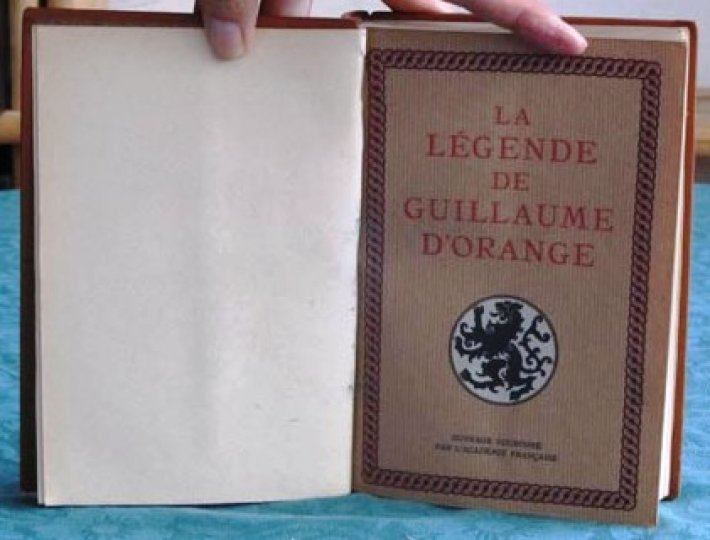 LA
LÉGENDE
DE
GUILLAUME
D'ORANGE
OUVRAGE COURONNÉ
PAR L'ACADÉMIE FRANÇAISE